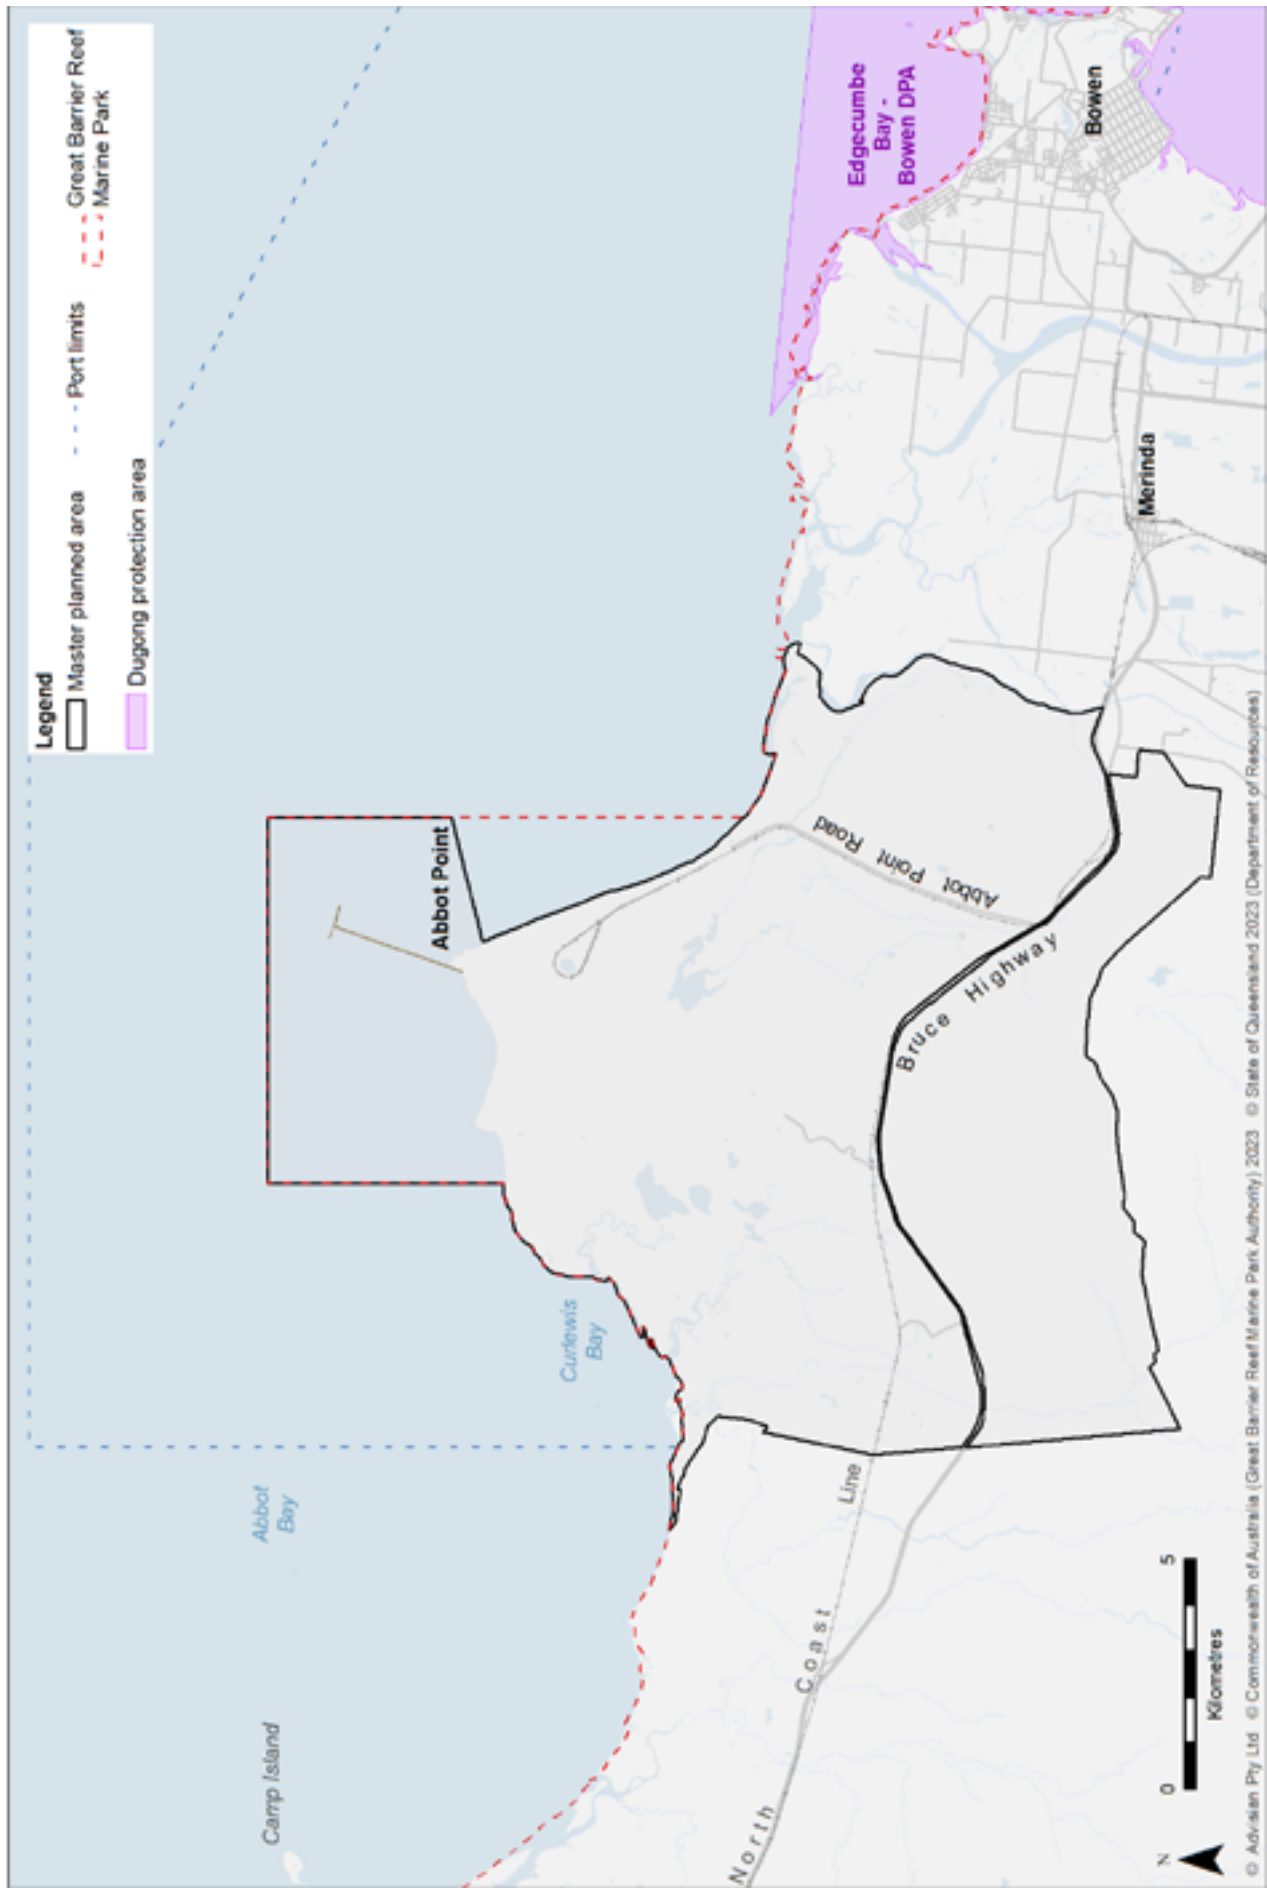 Legend
Master planned area
Port limits
Great Barrier Reef
Marine Park
Dugong protection area
Camp Island
Abbot
Bay
Curlewis
Bay
Abbot Point
Edgecumbe
Bay -
Bowen DPA
Bowen
Merinda
Abbot Point Road
Bruce Highway
North Coast Line
N
0 5
Kilometres
© Advisian Pty Ltd © Commonwealth of Australia (Great Barrier Reef Marine Park Authority) 2023 © State of Queensland 2023 (Department of Resources)